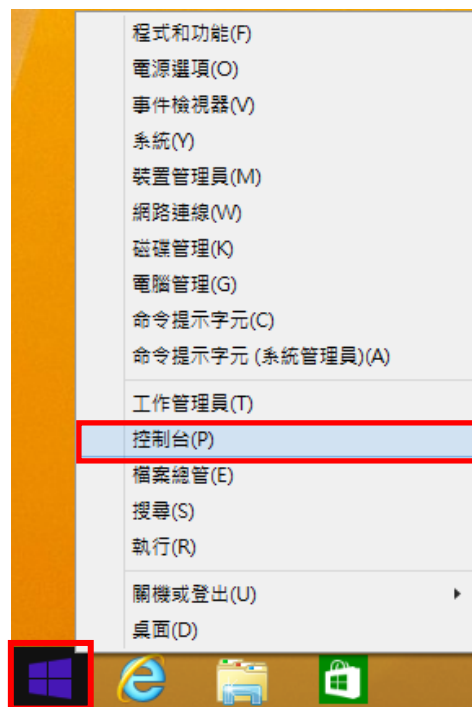 程式和功能(F)
電源選項(O)
事件檢視器(V)
系統(Y)
裝置管理員(M)
網路連線(W)
磁碟管理(K)
電腦管理(G)
命令提示字元(C)
命令提示字元 (系統管理員)(A)
工作管理員(T)
控制台(P)
檔案總管(E)
搜尋(S)
執行(R)
關機或登出(U)
桌面(D)